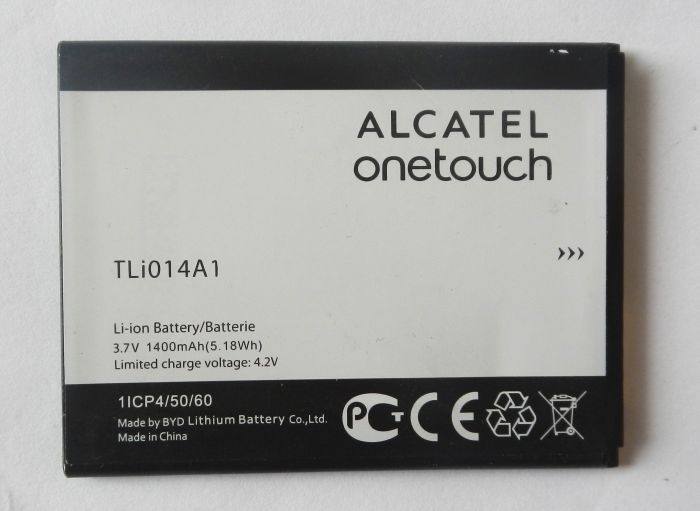 ALCATEL
onetouch
TLi014A1
Li-ion Battery/Batterie
3.7V 1400mAh(5.18Wh)
Limited charge voltage: 4.2V
1ICP4/50/60
Made by BYD Lithium Battery Co.,Ltd.
Made in China